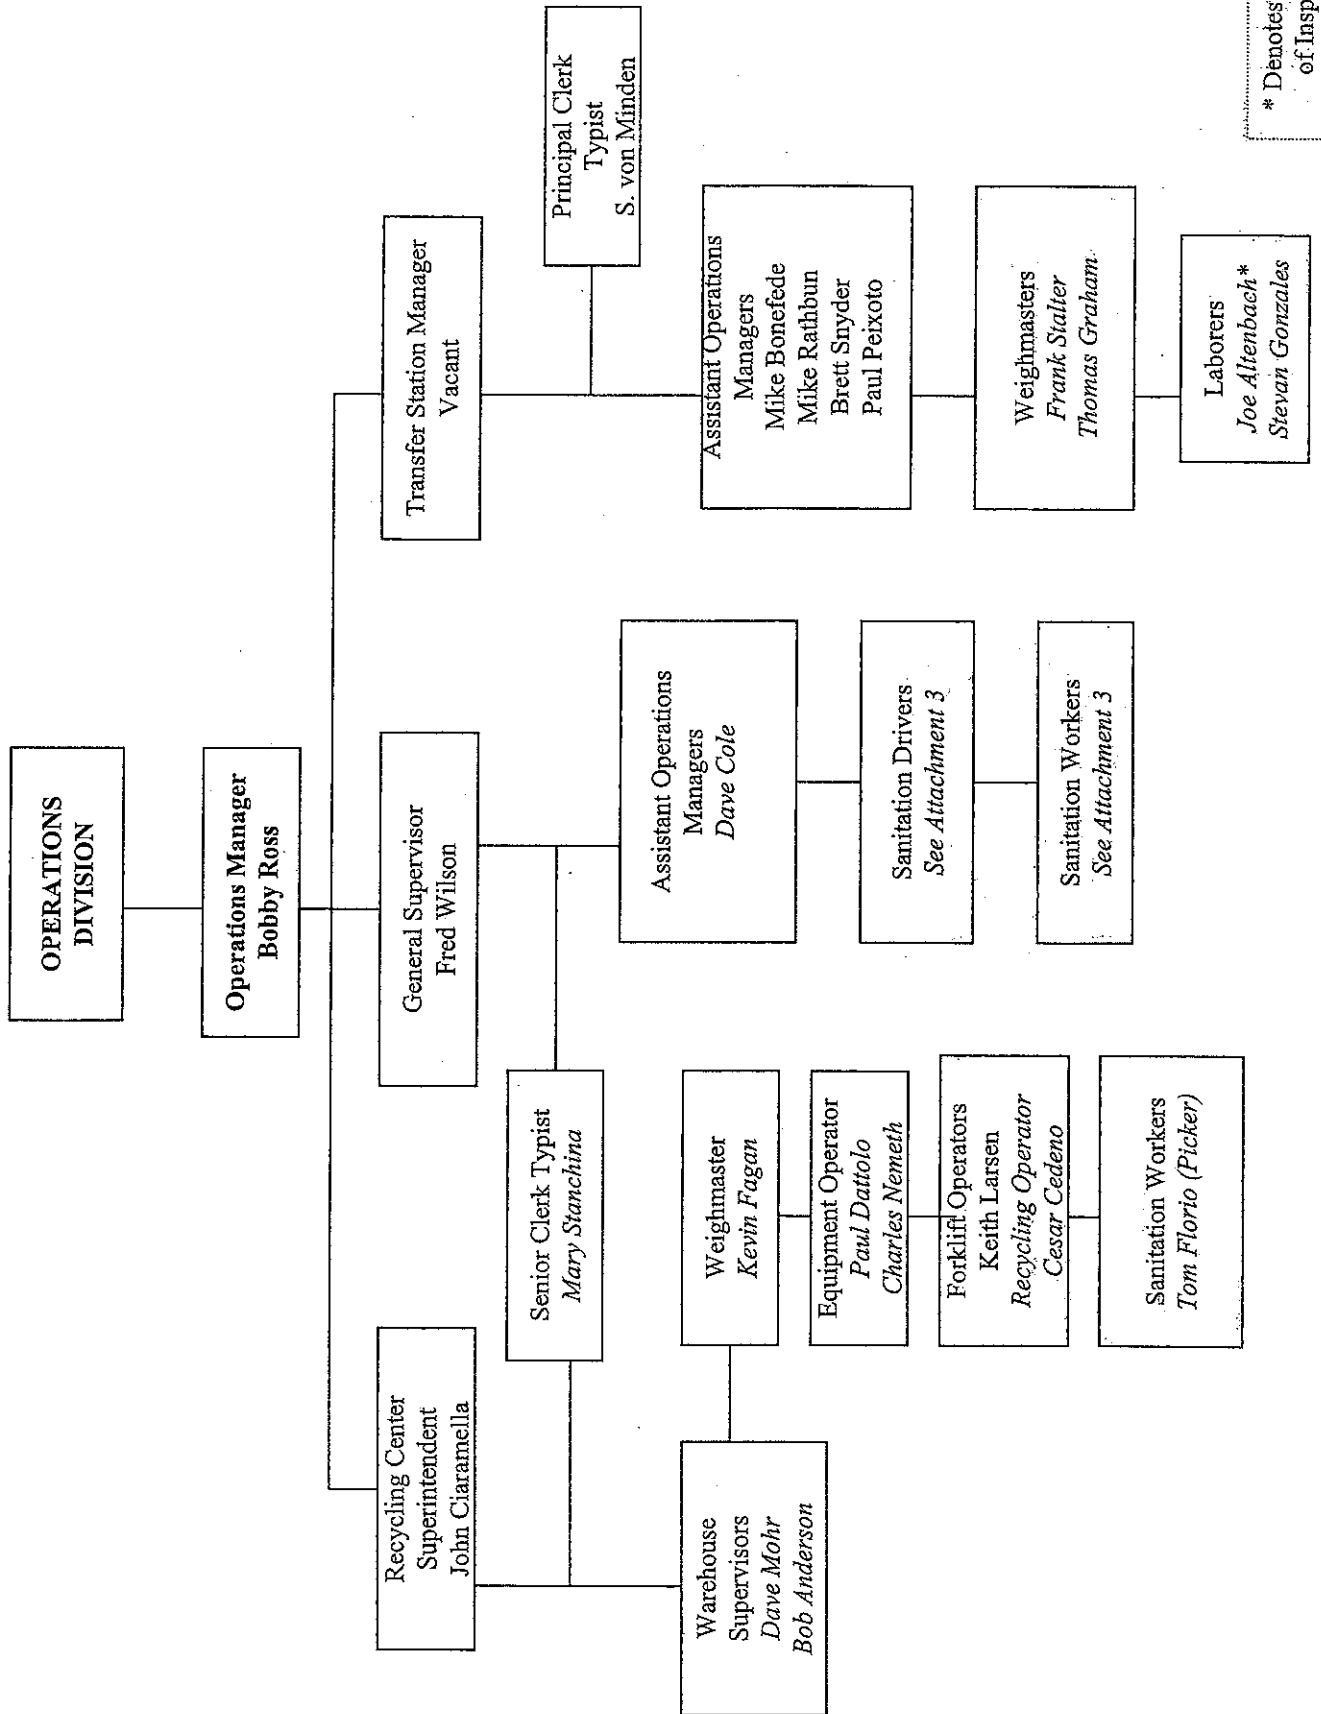 OPERATIONS
DIVISION
Operations Manager
Bobby Ross
Recycling Center
Superintendent
John Ciaramella
General Supervisor
Fred Wilson
Transfer Station Manager
Vacant
Senior Clerk Typist
Mary Stanchina
Principal Clerk
Typist
S. von Minden
Warehouse
Supervisors
Dave Mohr
Bob Anderson
Weighmaster
Kevin Fagan
Equipment Operator
Paul Dattolo
Charles Nemeth
Forklift Operators
Keith Larsen
Recycling Operator
Cesar Cedeno
Sanitation Workers
Tom Florio (Picker)
Assistant Operations
Managers
Dave Cole
Sanitation Drivers
See Attachment 3
Sanitation Workers
See Attachment 3
Assistant Operations
Managers
Mike Bonefede
Mike Rathbun
Brett Snyder
Paul Peixoto
Weighmasters
Frank Stalter
Thomas Graham
Laborers
Joe Altenbach*
Stevan Gonzales
* Denotes
of Insp